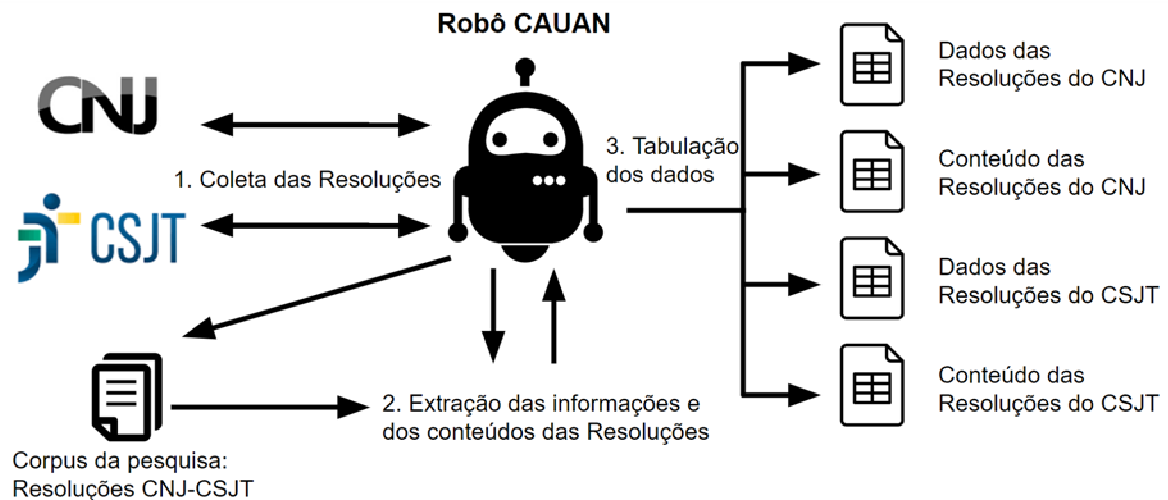 Robô CAUAN
CNJ
1. Coleta das Resoluções
CSJT
3. Tabulação
dos dados
Dados das
Resoluções do CNJ
Conteúdo das
Resoluções do CNJ
Dados das
Resoluções do CSJT
Conteúdo das
Resoluções do CSJT
2. Extração das informações e
dos conteúdos das Resoluções
Corpus da pesquisa:
Resoluções CNJ-CSJT